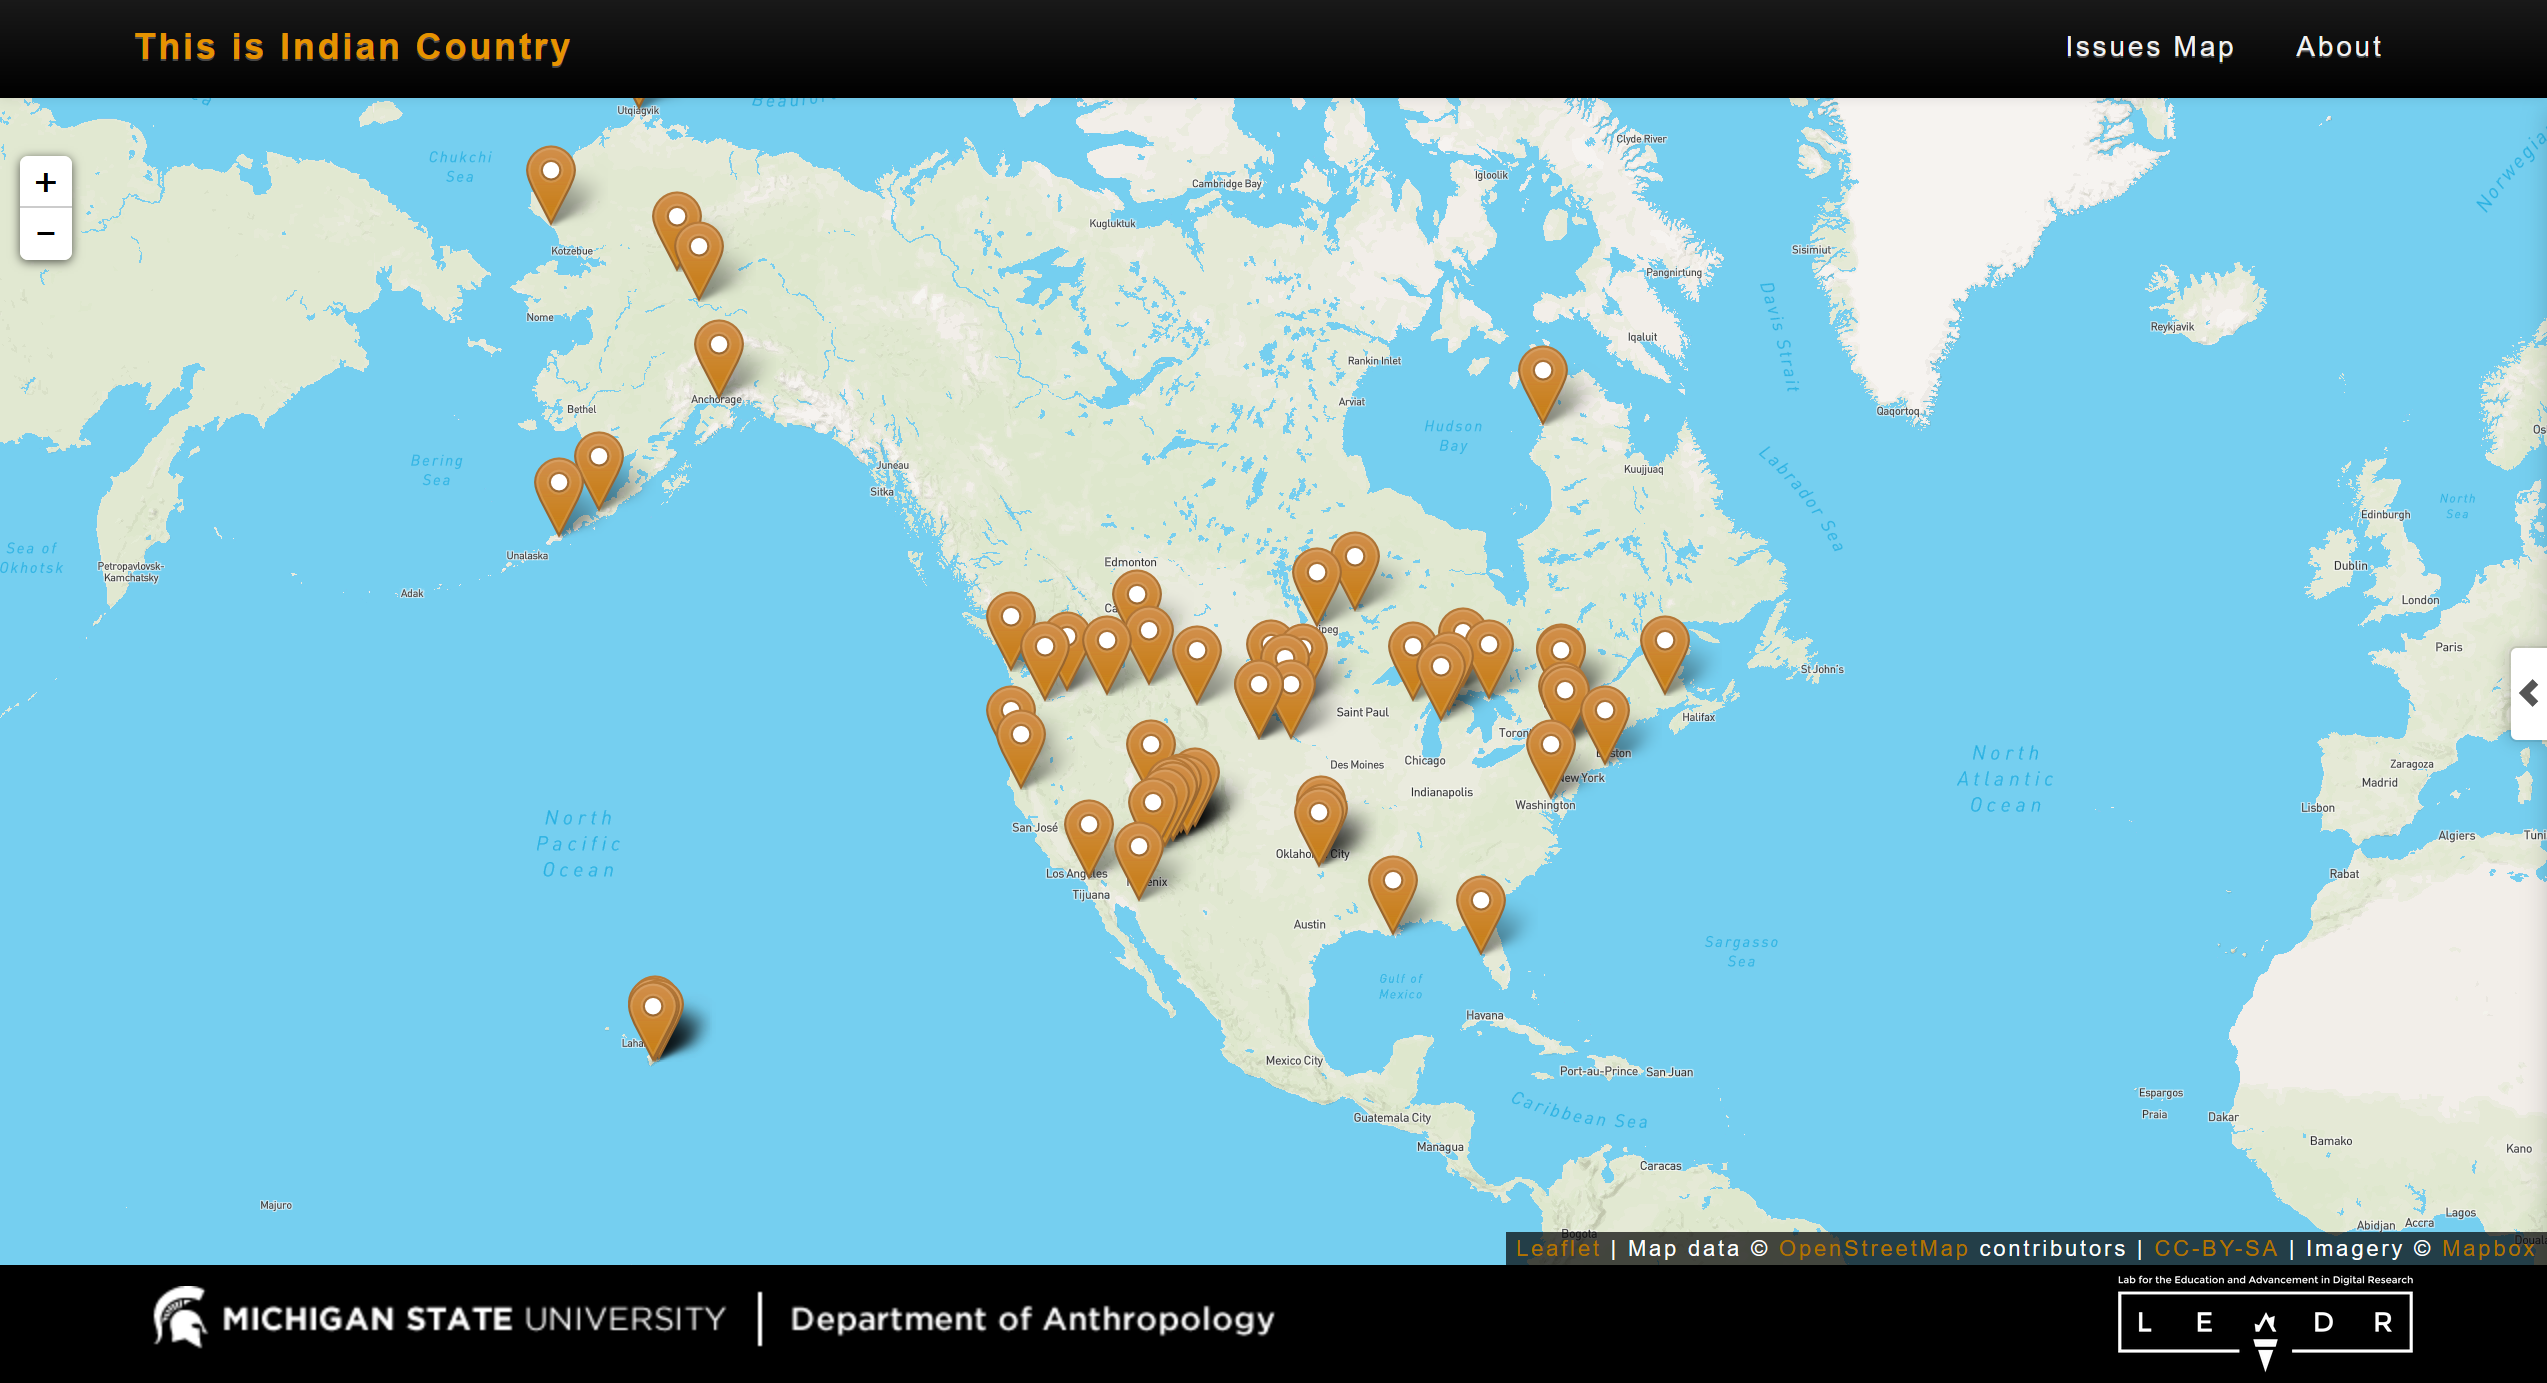 This is Indian Country
Issues Map
About
Utqiagvik
Chukchi
Sea
Clyde River
Igloolik
Cambridge Bay
Kugluktuk
Kotzebue
Sisimiut
Pangnirtung
Nome
Reykjavik
Davis Strait
Iqaluit
Rankin Inlet
Anchorage
Arviat
Bethel
Qaqortoq
Hudson
Bay
Bering
Sea
Juneau
Kuujjuaq
Sitka
Labrador Sea
North
Sea
Edinburgh
Sea of
Okhotsk
Unalaska
Edmonton
Petropavlovsk-
Kamchatsky
Dublin
Adak
London
Paris
St John's
Saint Paul
Halifax
Des Moines
Chicago
New York
North
Atlantic
Ocean
Zaragoza
Madrid
Indianapolis
Washington
Lisbon
North
Pacific
Ocean
San José
Algiers
Los Angeles
Tijuana
Rabat
Austin
Sargasso
Sea
Gulf of
Mexico
Havana
Mexico City
Port-au-Prince
San Juan
Caribbean Sea
Espargos
Praia
Dakar
Guatemala City
Managua
Bamako
Kano
Caracas
Majuro
Lagos
Abidjan
Accra
Bogota
Leaflet | Map data © OpenStreetMap contributors | CC-BY-SA | Imagery © Mapbox
MICHIGAN STATE UNIVERSITY | Department of Anthropology
Lab for the Education and Advancement in Digital Research
LEADR